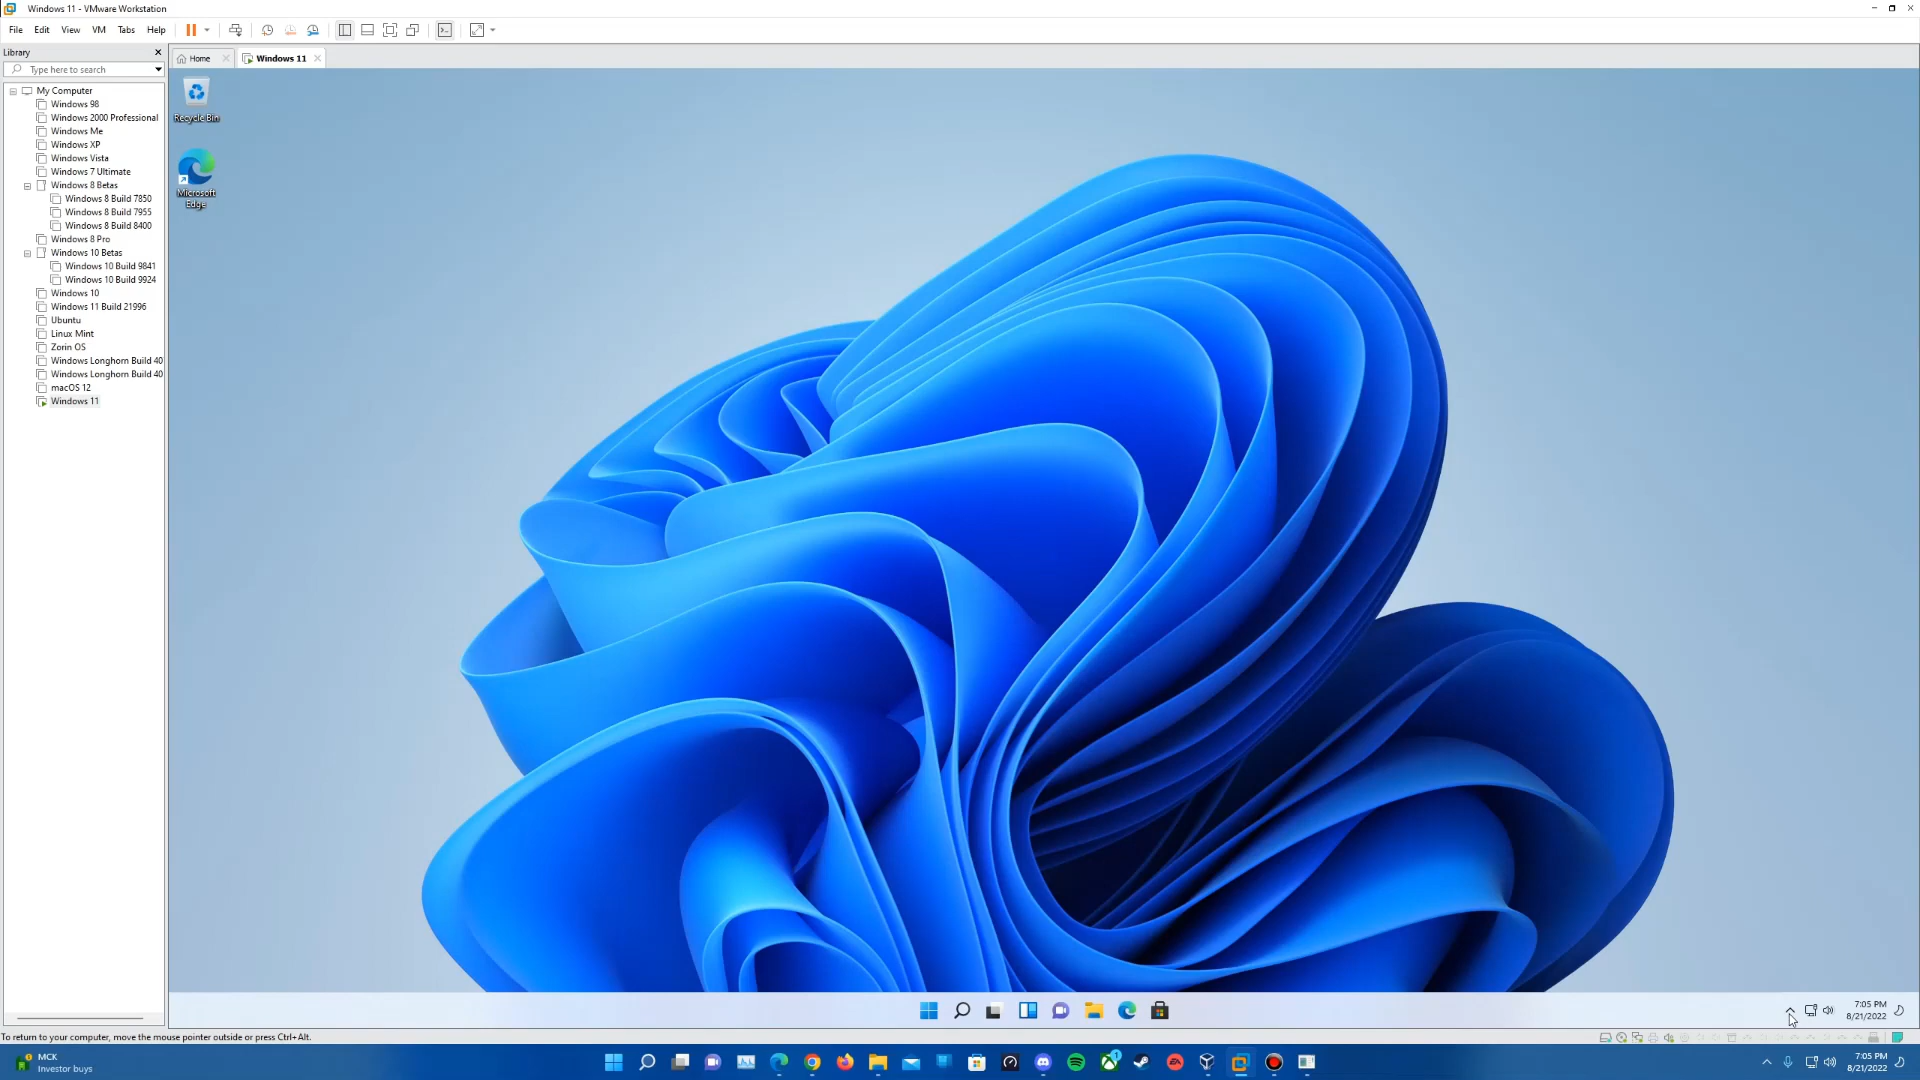 Windows 11 - VMware Workstation
File Edit View VM Tabs Help
Library
Type here to search
Home
Windows 11
My Computer
Windows 98
Windows 2000 Professional
Windows Me
Windows XP
Windows Vista
Windows 7 Ultimate
Windows 8 Betas
Windows 8 Build 7850
Windows 8 Build 7955
Windows 8 Build 8400
Windows 8 Pro
Windows 10 Betas
Windows 10 Build 9841
Windows 10 Build 9924
Windows 10
Windows 11 Build 21996
Ubuntu
Linux Mint
Zorin OS
Windows Longhorn Build 40
Windows Longhorn Build 40
macOS 12
Windows 11
Recycle Bin
Microsoft
Edge
7:05 PM
8/21/2022
To return to your computer, move the mouse pointer outside or press Ctrl+Alt.
MCK
Investor buys
7:05 PM
8/21/2022